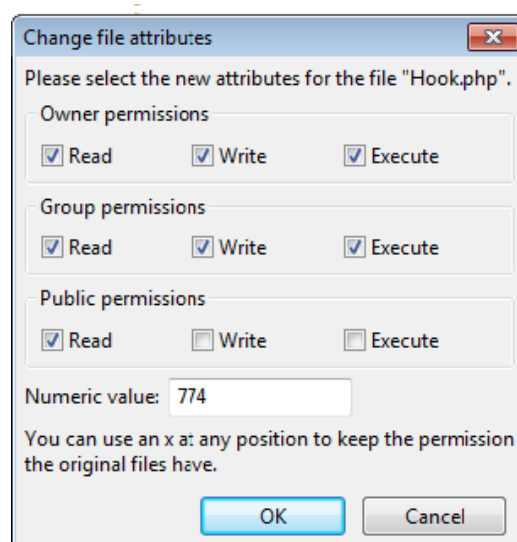 Change file attributes
Please select the new attributes for the file "Hook.php".
Owner permissions
Read Write Execute
Group permissions
Read Write Execute
Public permissions
Read Write Execute
Numeric value: 774
You can use an x at any position to keep the permission
the original files have.
OK Cancel